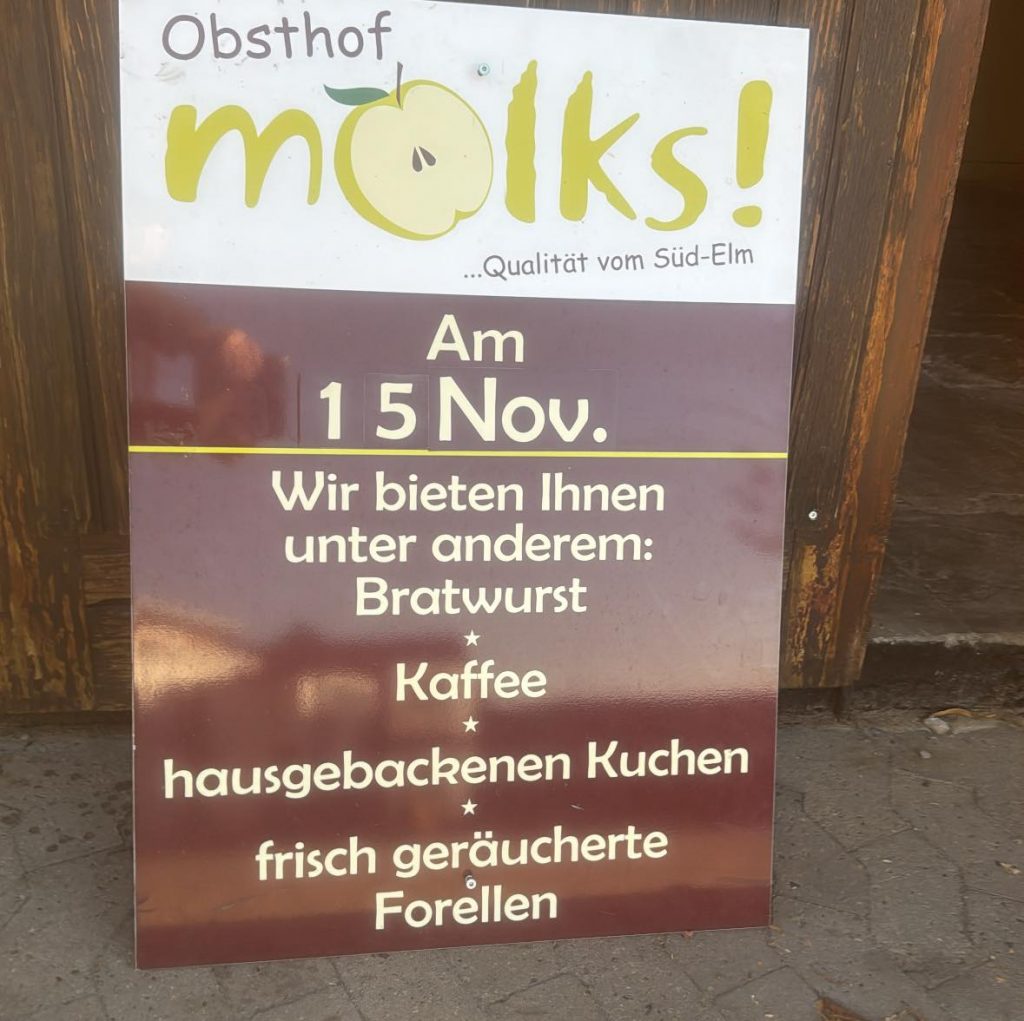 Obsthof
molks!
...Qualität vom Süd-Elm
Am
15 Nov.
Wir bieten Ihnen
unter anderem:
Bratwurst
Kaffee
hausgebackenen Kuchen
frisch geräucherte
Forellen